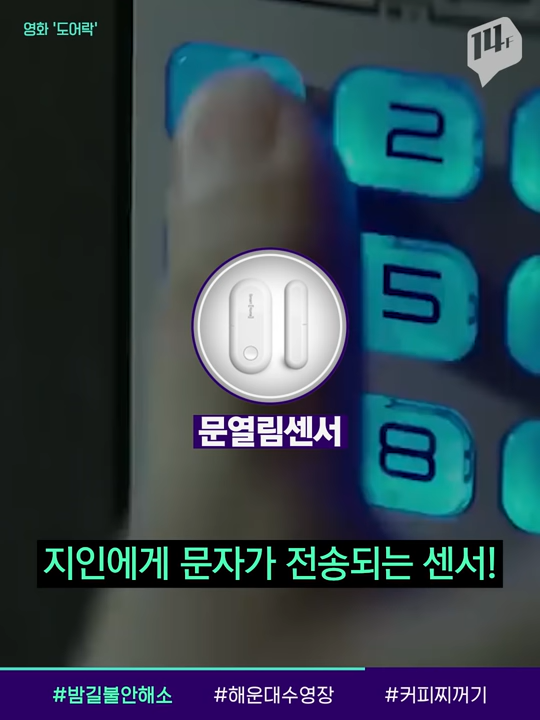 영화 '도어락'
14F
2
5
8
문열림센서
지인에게 문자가 전송되는 센서!
#밤길불안해소 #해운대수영장 #커피찌꺼기